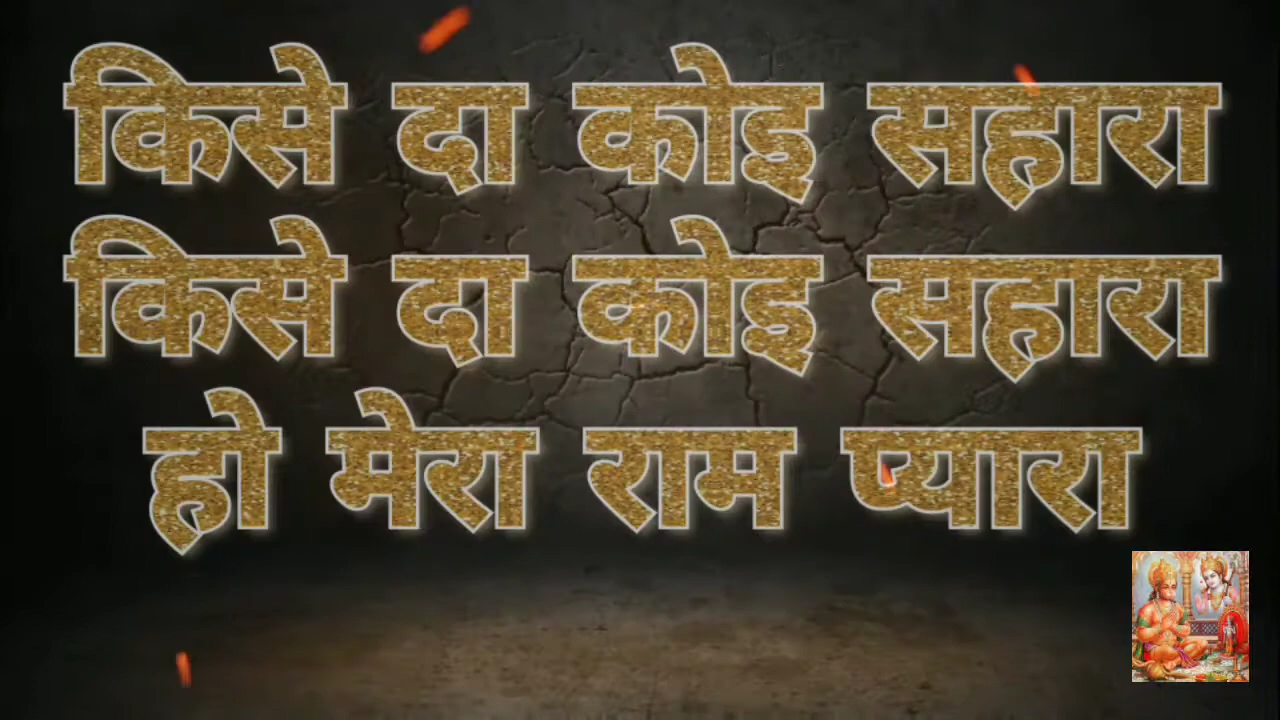 किसे दा कोइ सहारा
किसे दा कोइ सहारा
हो मेरा राम प्यारा